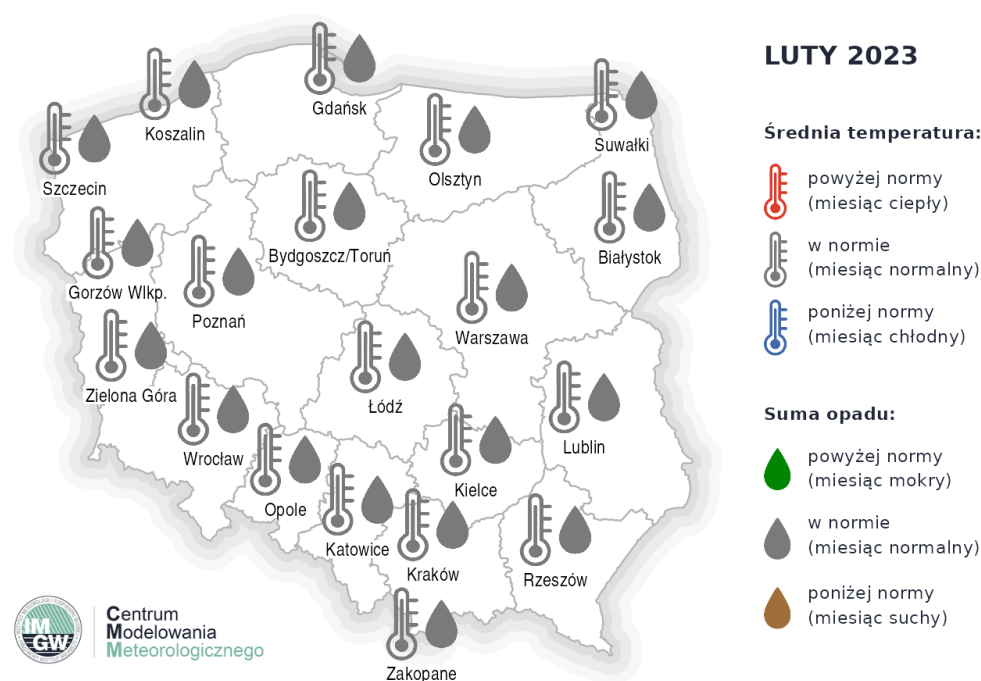 LUTY 2023
Średnia temperatura:
powyżej normy
(miesiąc ciepły)
w normie
(miesiąc normalny)
poniżej normy
(miesiąc chłodny)
Suma opadu:
powyżej normy
(miesiąc mokry)
w normie
(miesiąc normalny)
poniżej normy
(miesiąc suchy)
Gdańsk
Koszalin
Suwałki
Olsztyn
Szczecin
Bydgoszcz/Toruń
Białystok
Gorzów Wlkp.
Poznań
Warszawa
Zielona Góra
Łódź
Lublin
Wrocław
Kielce
Opole
Katowice
Kraków
Rzeszów
Zakopane
IM
GW
Centrum
Modelowania
Meteorologicznego